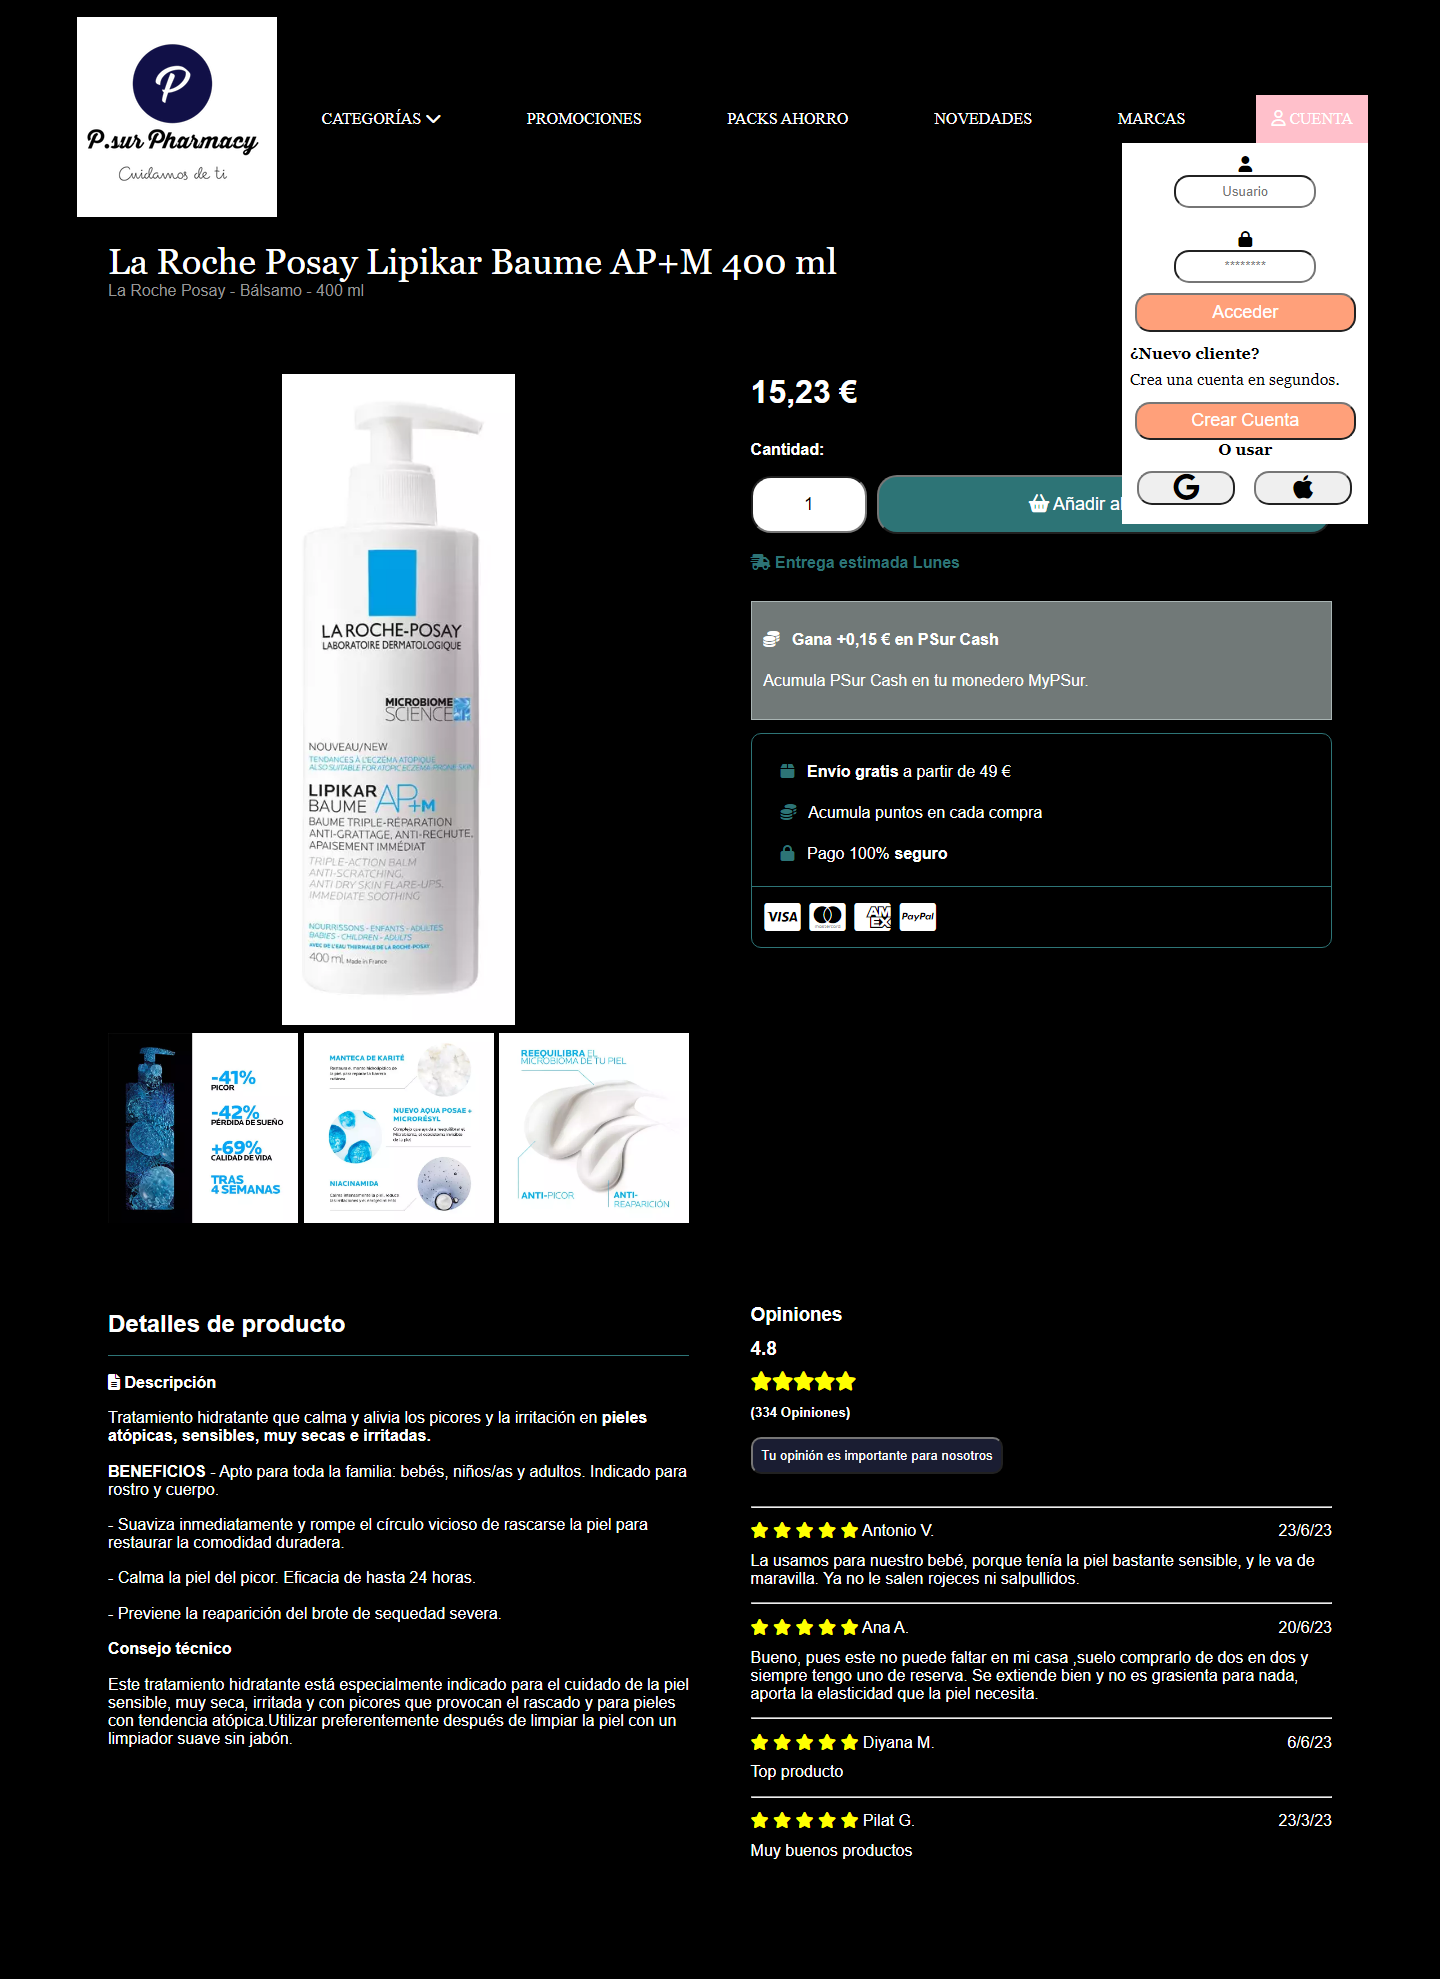 P
P.sur Pharmacy
Cuidamos de ti
CATEGORÍAS
PROMOCIONES
PACKS AHORRO
NOVEDADES
MARCAS
CUENTA
Usuario
********
Acceder
¿Nuevo cliente?
Crea una cuenta en segundos.
Crear Cuenta
O usar
La Roche Posay Lipikar Baume AP+M 400 ml
La Roche Posay - Bálsamo - 400 ml
15,23 €
Cantidad:
1
Añadir al
Entrega estimada Lunes
Gana +0,15 € en PSur Cash
Acumula PSur Cash en tu monedero MyPSur.
Envío gratis a partir de 49 €
Acumula puntos en cada compra
Pago 100% seguro
VISA
mastercard
AMEX
PayPal
LA ROCHE-POSAY
LABORATOIRE DERMATOLOGIQUE
MICROBIOME
SCIENCE
NOUVEAU/NEW
TENDANCES À L'ECZÉMA ATOPIQUE
ALSO SUITABLE FOR ATOPIC ECZEMA-PRONE SKIN
LIPIKAR
BAUME AP+M
BAUME TRIPLE-RÉPARATION
ANTI-GRATTAGE, ANTI-RECHUTE,
APAISEMENT IMMÉDIAT
TRIPLE-ACTION BALM
ANTI-SCRATCHING,
ANTI DRY SKIN FLARE-UPS,
IMMEDIATE SOOTHING
NOURRISSONS - ENFANTS - ADULTES
BABIES - CHILDREN - ADULTS
AVEC DE L'EAU THERMALE DE LA ROCHE-POSAY
400 mL Made in France
-41%
PICOR
-42%
PÉRDIDA DE SUEÑO
+69%
CALIDAD DE VIDA
TRAS
4 SEMANAS
MANTECA DE KARITÉ
NUEVO AQUA POSAE +
MICRORÉSYL
NIACINAMIDA
REEQUILIBRA EL
MICROBIOMA DE TU PIEL
ANTI-PICOR
ANTI-
REAPARICIÓN
Detalles de producto
Descripción
Tratamiento hidratante que calma y alivia los picores y la irritación en pieles
atópicas, sensibles, muy secas e irritadas.
BENEFICIOS - Apto para toda la familia: bebés, niños/as y adultos. Indicado para
rostro y cuerpo.
- Suaviza inmediatamente y rompe el círculo vicioso de rascarse la piel para
restaurar la comodidad duradera.
- Calma la piel del picor. Eficacia de hasta 24 horas.
- Previene la reaparición del brote de sequedad severa.
Consejo técnico
Este tratamiento hidratante está especialmente indicado para el cuidado de la piel
sensible, muy seca, irritada y con picores que provocan el rascado y para pieles
con tendencia atópica.Utilizar preferentemente después de limpiar la piel con un
limpiador suave sin jabón.
Opiniones
4.8
(334 Opiniones)
Tu opinión es importante para nosotros
Antonio V. 23/6/23
La usamos para nuestro bebé, porque tenía la piel bastante sensible, y le va de
maravilla. Ya no le salen rojeces ni salpullidos.
Ana A. 20/6/23
Bueno, pues este no puede faltar en mi casa ,suelo comprarlo de dos en dos y
siempre tengo uno de reserva. Se extiende bien y no es grasienta para nada,
aporta la elasticidad que la piel necesita.
Diyana M. 6/6/23
Top producto
Pilat G. 23/3/23
Muy buenos productos